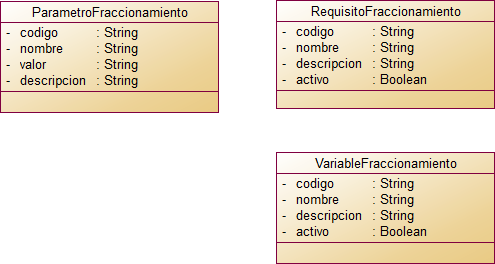 ParametroFraccionamiento
- codigo : String
- nombre : String
- valor : String
- descripcion : String
RequisitoFraccionamiento
- codigo : String
- nombre : String
- descripcion : String
- activo : Boolean
VariableFraccionamiento
- codigo : String
- nombre : String
- descripcion : String
- activo : Boolean